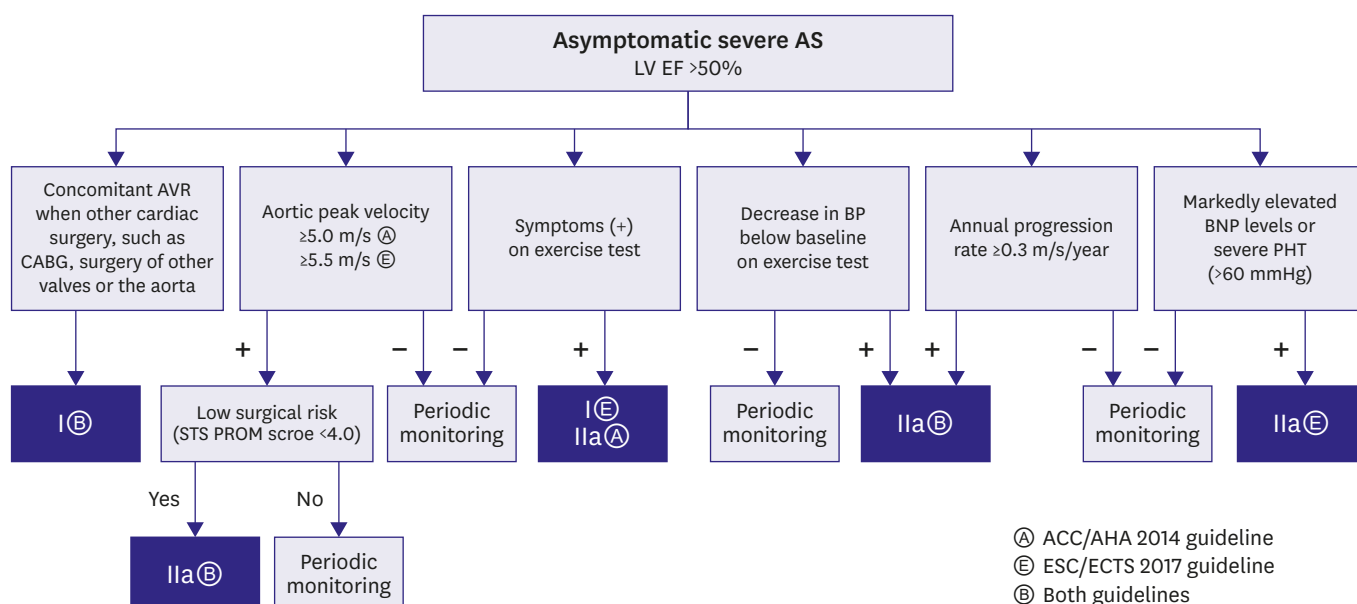 Asymptomatic severe AS
LV EF >50%
Concomitant AVR
when other cardiac
surgery, such as
CABG, surgery of other
valves or the aorta
Aortic peak velocity
≥5.0 m/s Ⓐ
≥5.5 m/s Ⓔ
Symptoms (+)
on exercise test
Decrease in BP
below baseline
on exercise test
Annual progression
rate ≥0.3 m/s/year
Markedly elevated
BNP levels or
severe PHT
(>60 mmHg)
+
−
−
+
−
+
+
−
−
+
IⒷ
Low surgical risk
(STS PROM scroe <4.0)
Periodic
monitoring
IⒺ
IIaⒶ
Periodic
monitoring
IIaⒷ
Periodic
monitoring
IIaⒺ
Yes
No
IIaⒷ
Periodic
monitoring
Ⓐ ACC/AHA 2014 guideline
Ⓔ ESC/ECTS 2017 guideline
Ⓑ Both guidelines